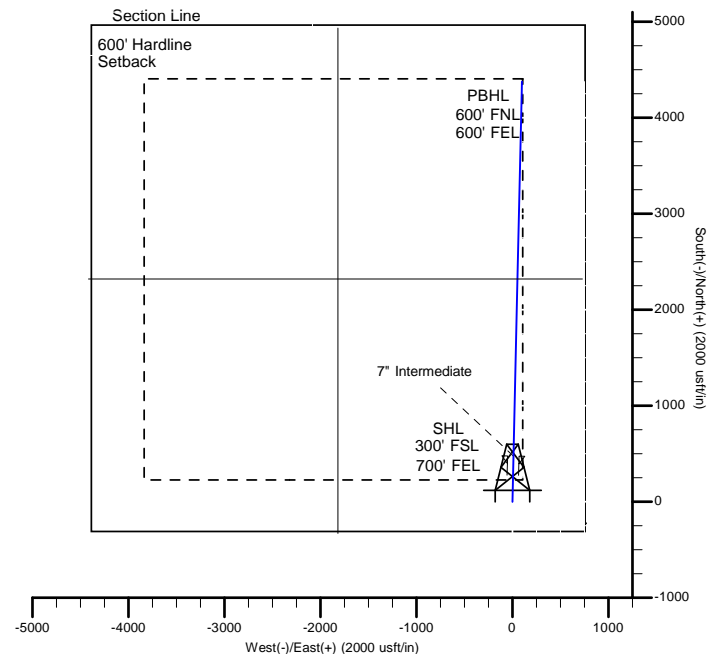 Section Line
600' Hardline
Setback
PBHL
600' FNL
600' FEL
7" Intermediate
SHL
300' FSL
700' FEL
5000
4000
3000
2000
1000
0
-1000
South(-)/North(+) (2000 usft/in)
-5000
-4000
-3000
-2000
-1000
0
1000
West(-)/East(+) (2000 usft/in)